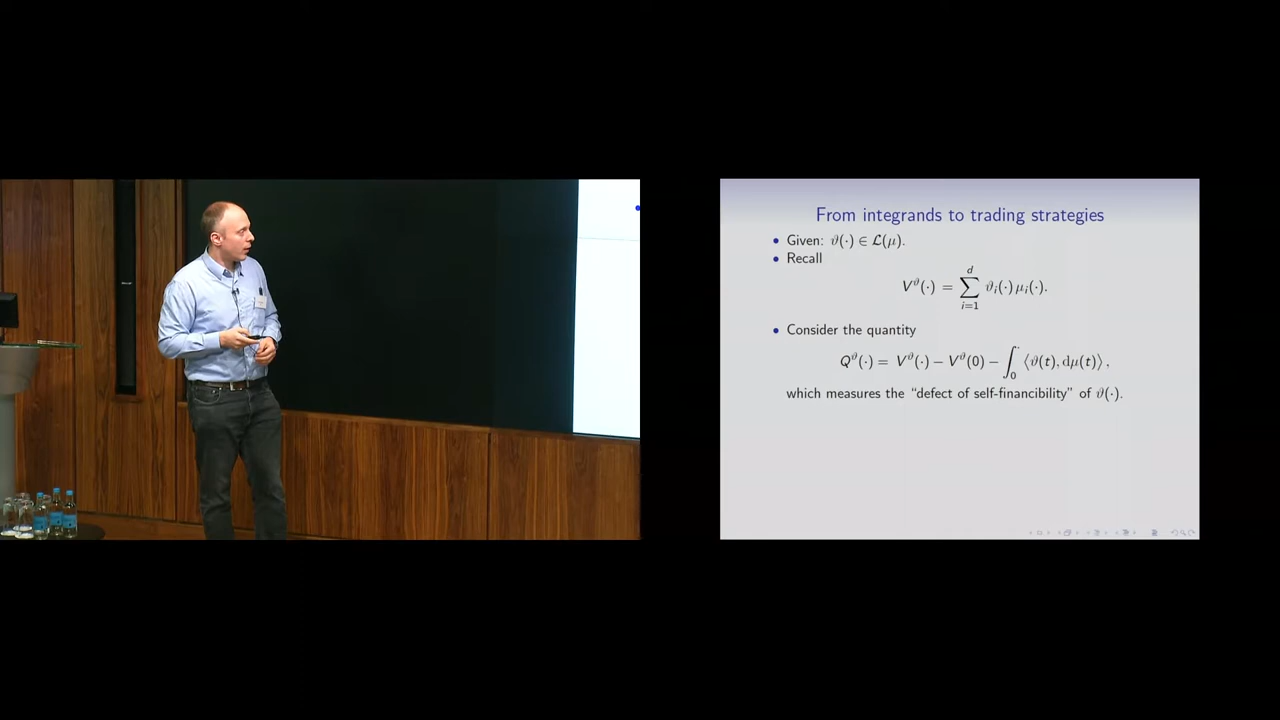 From integrands to trading strategies
• Given: ϑ(·) ∈ ℒ(μ).
• Recall
V^ϑ(·) = ∑_{i=1}^{d} ϑ_i(·) μ_i(·).
• Consider the quantity
Q^ϑ(·) = V^ϑ(·) − V^ϑ(0) − ∫_0^· ⟨ϑ(t), dμ(t)⟩ ,
which measures the “defect of self-financibility” of ϑ(·).